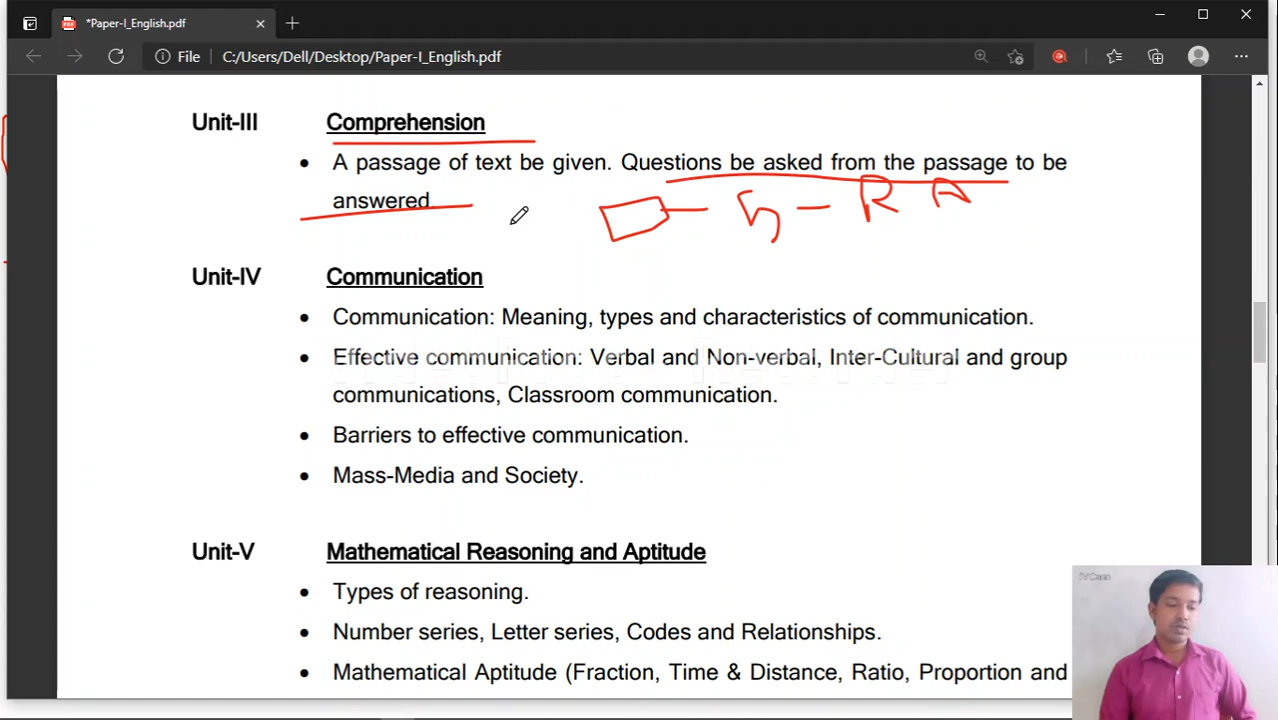 *Paper-I_English.pdf
File C:/Users/Dell/Desktop/Paper-I_English.pdf
Unit-III Comprehension
• A passage of text be given. Questions be asked from the passage to be
answered.
R A
Unit-IV Communication
• Communication: Meaning, types and characteristics of communication.
• Effective communication: Verbal and Non-verbal, Inter-Cultural and group
communications, Classroom communication.
• Barriers to effective communication.
• Mass-Media and Society.
Unit-V Mathematical Reasoning and Aptitude
• Types of reasoning.
• Number series, Letter series, Codes and Relationships.
• Mathematical Aptitude (Fraction, Time & Distance, Ratio, Proportion and